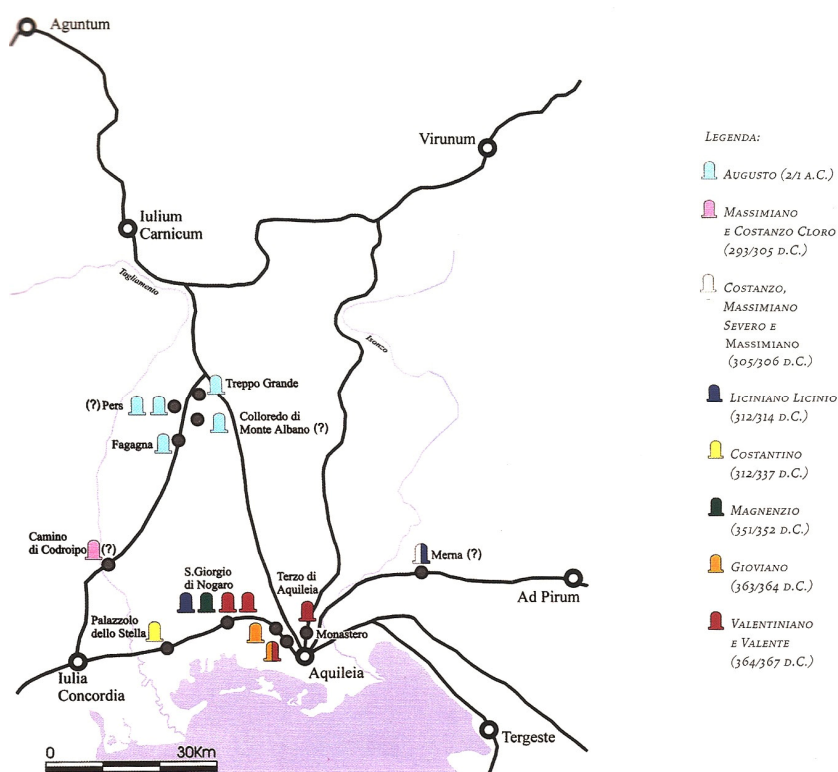 Aguntum
Virunum
Iulium
Carnicum
Tagliamento
Isonzo
Treppo Grande
(?) Pers
Colloredo di
Monte Albano (?)
Fagagna
Camino
di Codroipo (?)
S.Giorgio
di Nogaro
Terzo di
Aquileia
Merna (?)
Ad Pirum
Palazzolo
dello Stella
Monastero
Iulia
Concordia
Aquileia
Tergeste
0 30Km
LEGENDA:
AUGUSTO (2/1 A.C.)
MASSIMIANO
E COSTANZO CLORO
(293/305 D.C.)
COSTANZO,
MASSIMIANO
SEVERO E
MASSIMIANO
(305/306 D.C.)
LICINIANO LICINIO
(312/314 D.C.)
COSTANTINO
(312/337 D.C.)
MAGNENZIO
(351/352 D.C.)
GIOVIANO
(363/364 D.C.)
VALENTINIANO
E VALENTE
(364/367 D.C.)